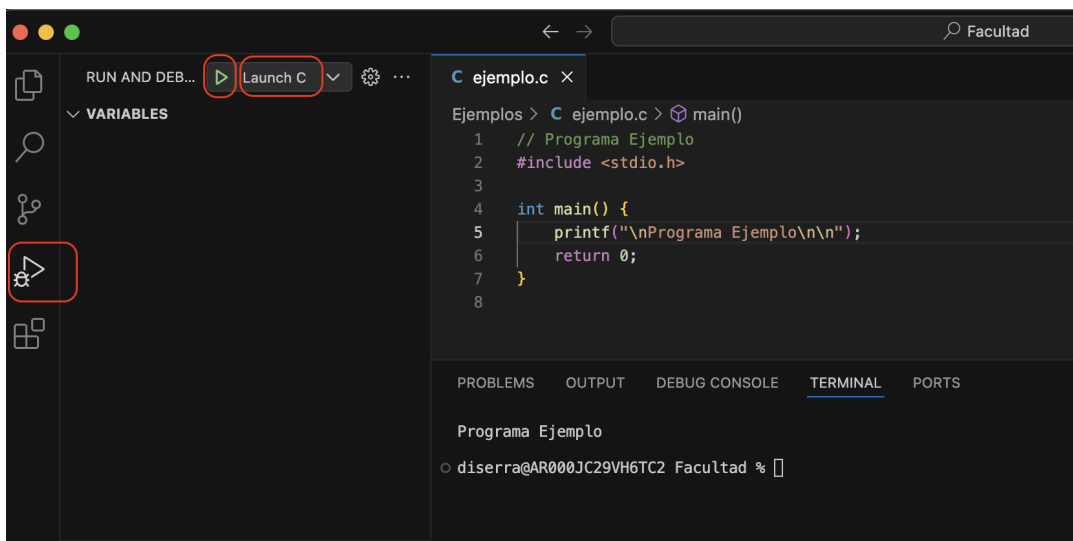 Facultad
RUN AND DEB... Launch C
VARIABLES
C ejemplo.c
Ejemplos > C ejemplo.c > main()
1 // Programa Ejemplo
2 #include <stdio.h>
3
4 int main() {
5 printf("\nPrograma Ejemplo\n\n");
6 return 0;
7 }
8
PROBLEMS OUTPUT DEBUG CONSOLE TERMINAL PORTS
Programa Ejemplo
diserra@AR000JC29VH6TC2 Facultad %